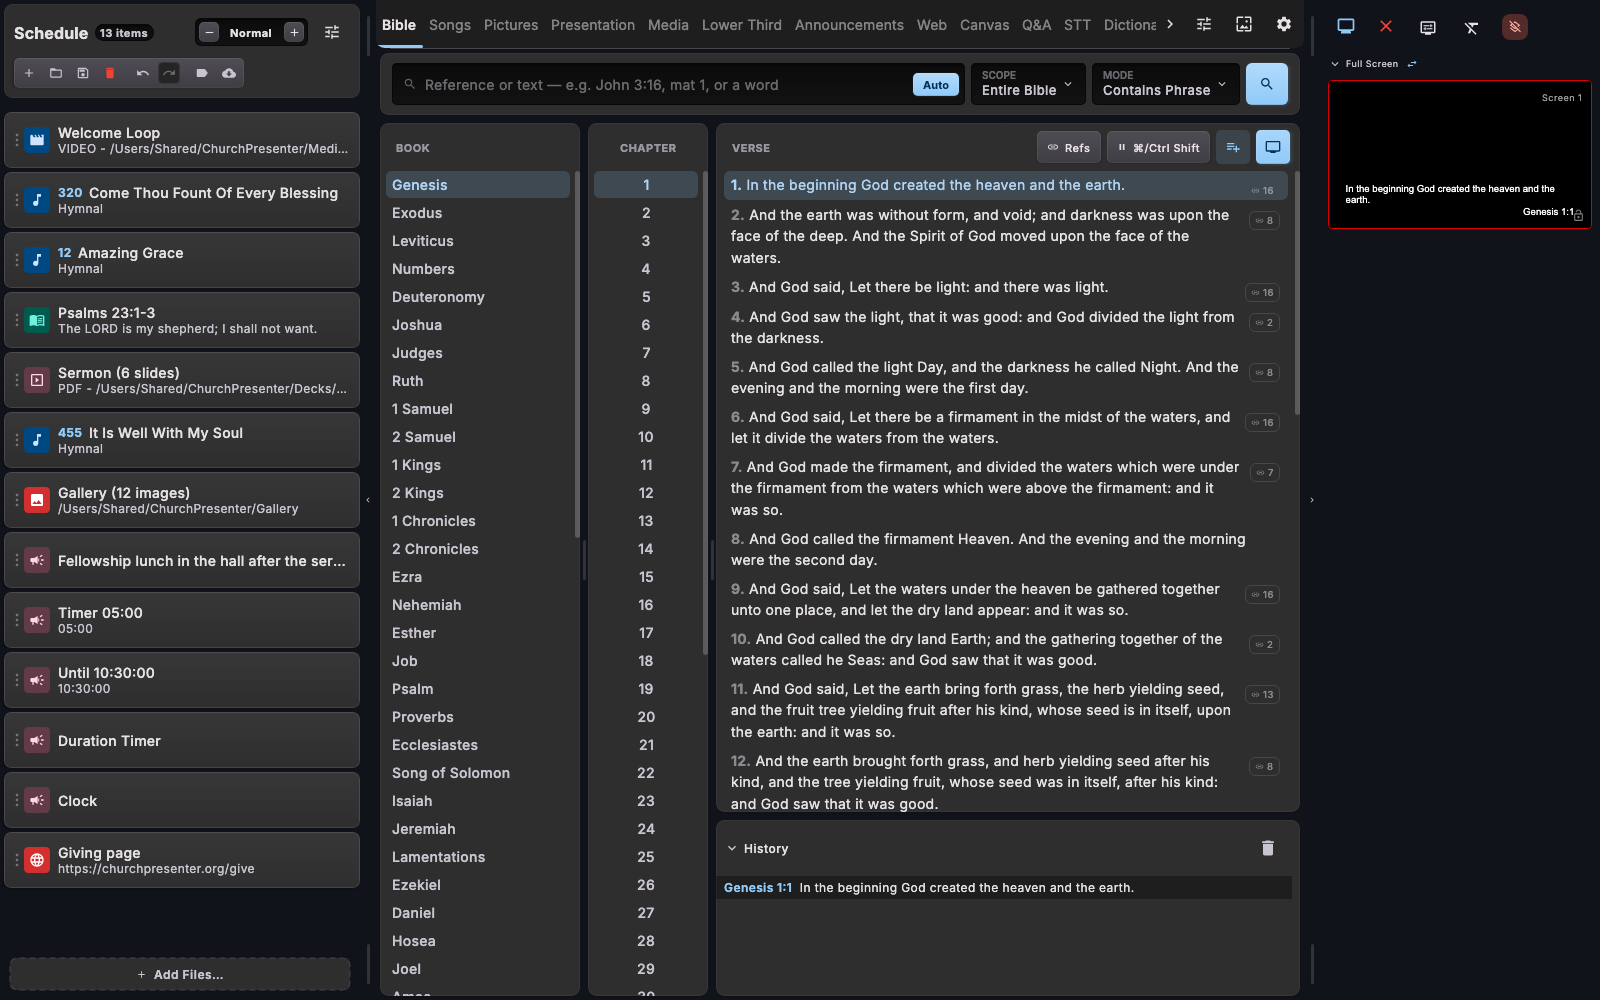 Schedule
13 items
Normal
Welcome Loop
VIDEO - /Users/Shared/ChurchPresenter/Medi...
320 Come Thou Fount Of Every Blessing
Hymnal
12 Amazing Grace
Hymnal
Psalms 23:1-3
The LORD is my shepherd; I shall not want.
Sermon (6 slides)
PDF - /Users/Shared/ChurchPresenter/Decks/...
455 It Is Well With My Soul
Hymnal
Gallery (12 images)
/Users/Shared/ChurchPresenter/Gallery
Fellowship lunch in the hall after the ser...
Timer 05:00
05:00
Until 10:30:00
10:30:00
Duration Timer
Clock
Giving page
https://churchpresenter.org/give
+ Add Files...
Bible Songs Pictures Presentation Media Lower Third Announcements Web Canvas Q&A STT Dictiona
Reference or text — e.g. John 3:16, mat 1, or a word
Auto
SCOPE
Entire Bible
MODE
Contains Phrase
BOOK
Genesis
Exodus
Leviticus
Numbers
Deuteronomy
Joshua
Judges
Ruth
1 Samuel
2 Samuel
1 Kings
2 Kings
1 Chronicles
2 Chronicles
Ezra
Nehemiah
Esther
Job
Psalm
Proverbs
Ecclesiastes
Song of Solomon
Isaiah
Jeremiah
Lamentations
Ezekiel
Daniel
Hosea
Joel
CHAPTER
1
2
3
4
5
6
7
8
9
10
11
12
13
14
15
16
17
18
19
20
21
22
23
24
25
26
27
28
29
30
VERSE
Refs
⌘/Ctrl Shift
1. In the beginning God created the heaven and the earth.
16
2. And the earth was without form, and void; and darkness was upon the
8
face of the deep. And the Spirit of God moved upon the face of the
waters.
3. And God said, Let there be light: and there was light.
16
4. And God saw the light, that it was good: and God divided the light from
2
the darkness.
5. And God called the light Day, and the darkness he called Night. And the
8
evening and the morning were the first day.
6. And God said, Let there be a firmament in the midst of the waters, and
16
let it divide the waters from the waters.
7. And God made the firmament, and divided the waters which were under
7
the firmament from the waters which were above the firmament: and it
was so.
8. And God called the firmament Heaven. And the evening and the morning
were the second day.
9. And God said, Let the waters under the heaven be gathered together
16
unto one place, and let the dry land appear: and it was so.
10. And God called the dry land Earth; and the gathering together of the
2
waters called he Seas: and God saw that it was good.
11. And God said, Let the earth bring forth grass, the herb yielding seed,
13
and the fruit tree yielding fruit after his kind, whose seed is in itself, upon
the earth: and it was so.
12. And the earth brought forth grass, and herb yielding seed after his
8
kind, and the tree yielding fruit, whose seed was in itself, after his kind:
and God saw that it was good.
History
Genesis 1:1 In the beginning God created the heaven and the earth.
Full Screen
Screen 1
In the beginning God created the heaven and the
earth.
Genesis 1:1